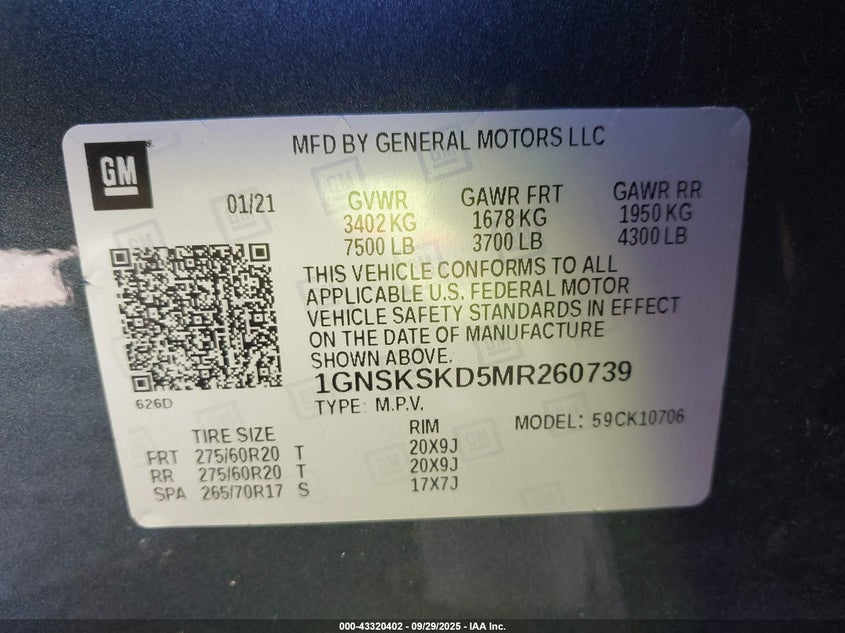 MFD BY GENERAL MOTORS LLC
GM
01/21
GVWR GAWR FRT GAWR RR
3402 KG 1678 KG 1950 KG
7500 LB 3700 LB 4300 LB
THIS VEHICLE CONFORMS TO ALL
APPLICABLE U.S. FEDERAL MOTOR
VEHICLE SAFETY STANDARDS IN EFFECT
ON THE DATE OF MANUFACTURE
SHOWN ABOVE.
1GNSKSKD5MR260739
626D
TYPE: M.P.V.
MODEL: 59CK10706
TIRE SIZE RIM
FRT 275/60R20 T 20X9J
RR 275/60R20 T 20X9J
SPA 265/70R17 S 17X7J
000-43320402 - 09/29/2025 - IAA Inc.